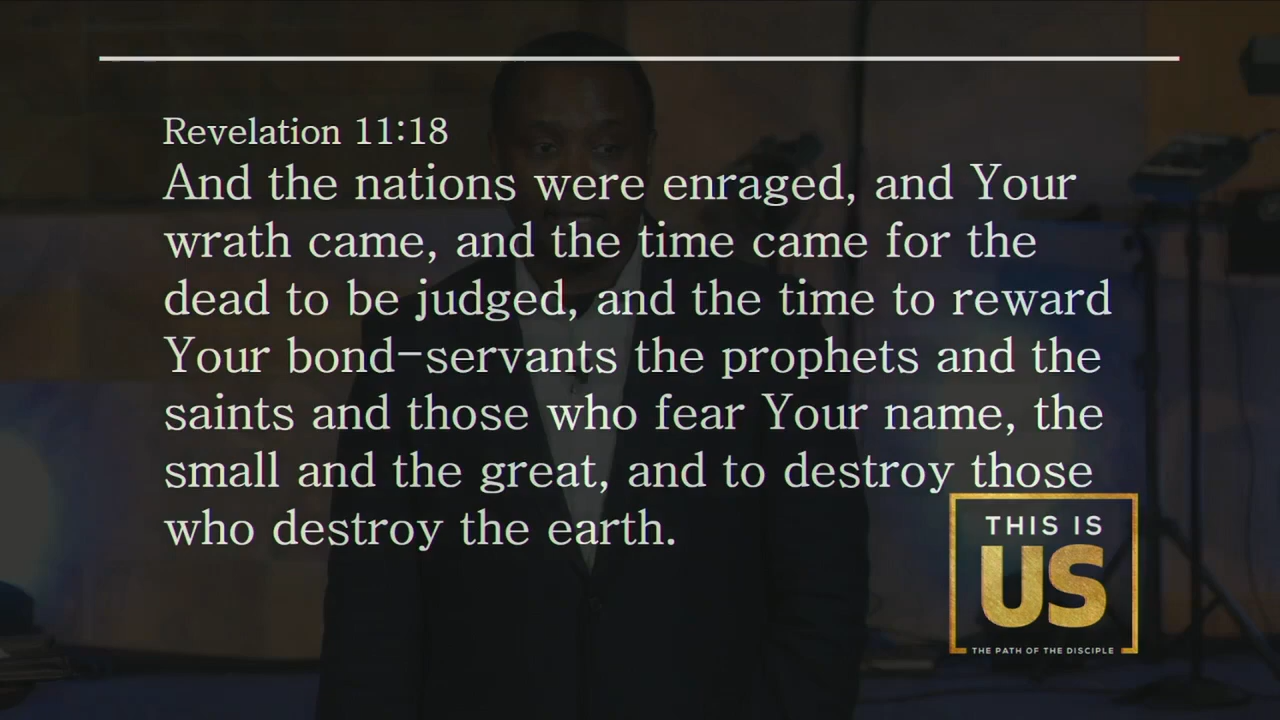 Revelation 11:18
And the nations were enraged, and Your
wrath came, and the time came for the
dead to be judged, and the time to reward
Your bond-servants the prophets and the
saints and those who fear Your name, the
small and the great, and to destroy those
who destroy the earth.
THIS IS
US
THE PATH OF THE DISCIPLE